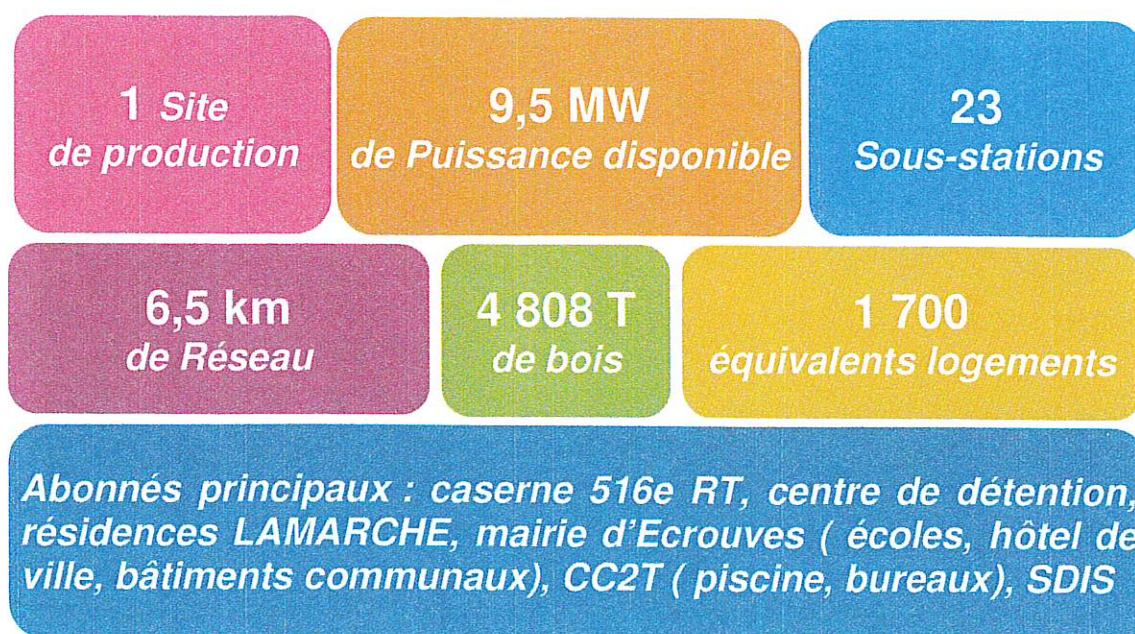 1 Site
de production
9,5 MW
de Puissance disponible
23
Sous-stations
6,5 km
de Réseau
4 808 T
de bois
1 700
équivalents logements
Abonnés principaux : caserne 516e RT, centre de détention,
résidences LAMARCHE, mairie d'Ecrouves ( écoles, hôtel de
ville, bâtiments communaux), CC2T ( piscine, bureaux), SDIS